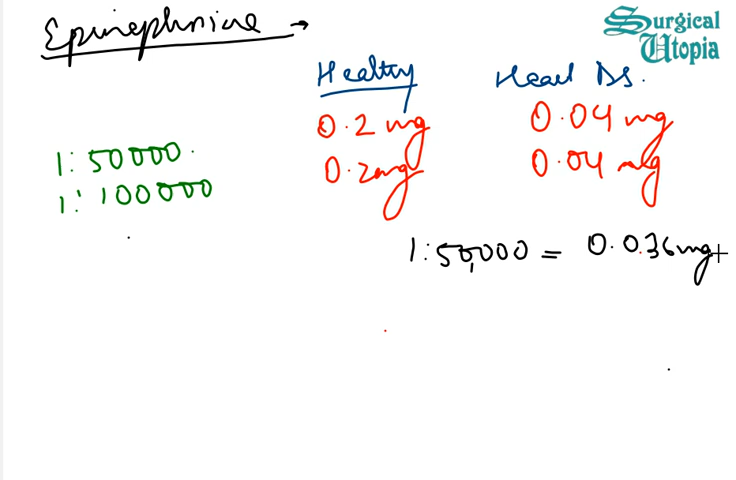 Epinephrine →
Surgical
Utopia
Healthy
Heart Ds.
0.2 mg
0.04 mg
1:50000
0.2mg
0.04 mg
1:100000
1:50,000 = 0.036mg